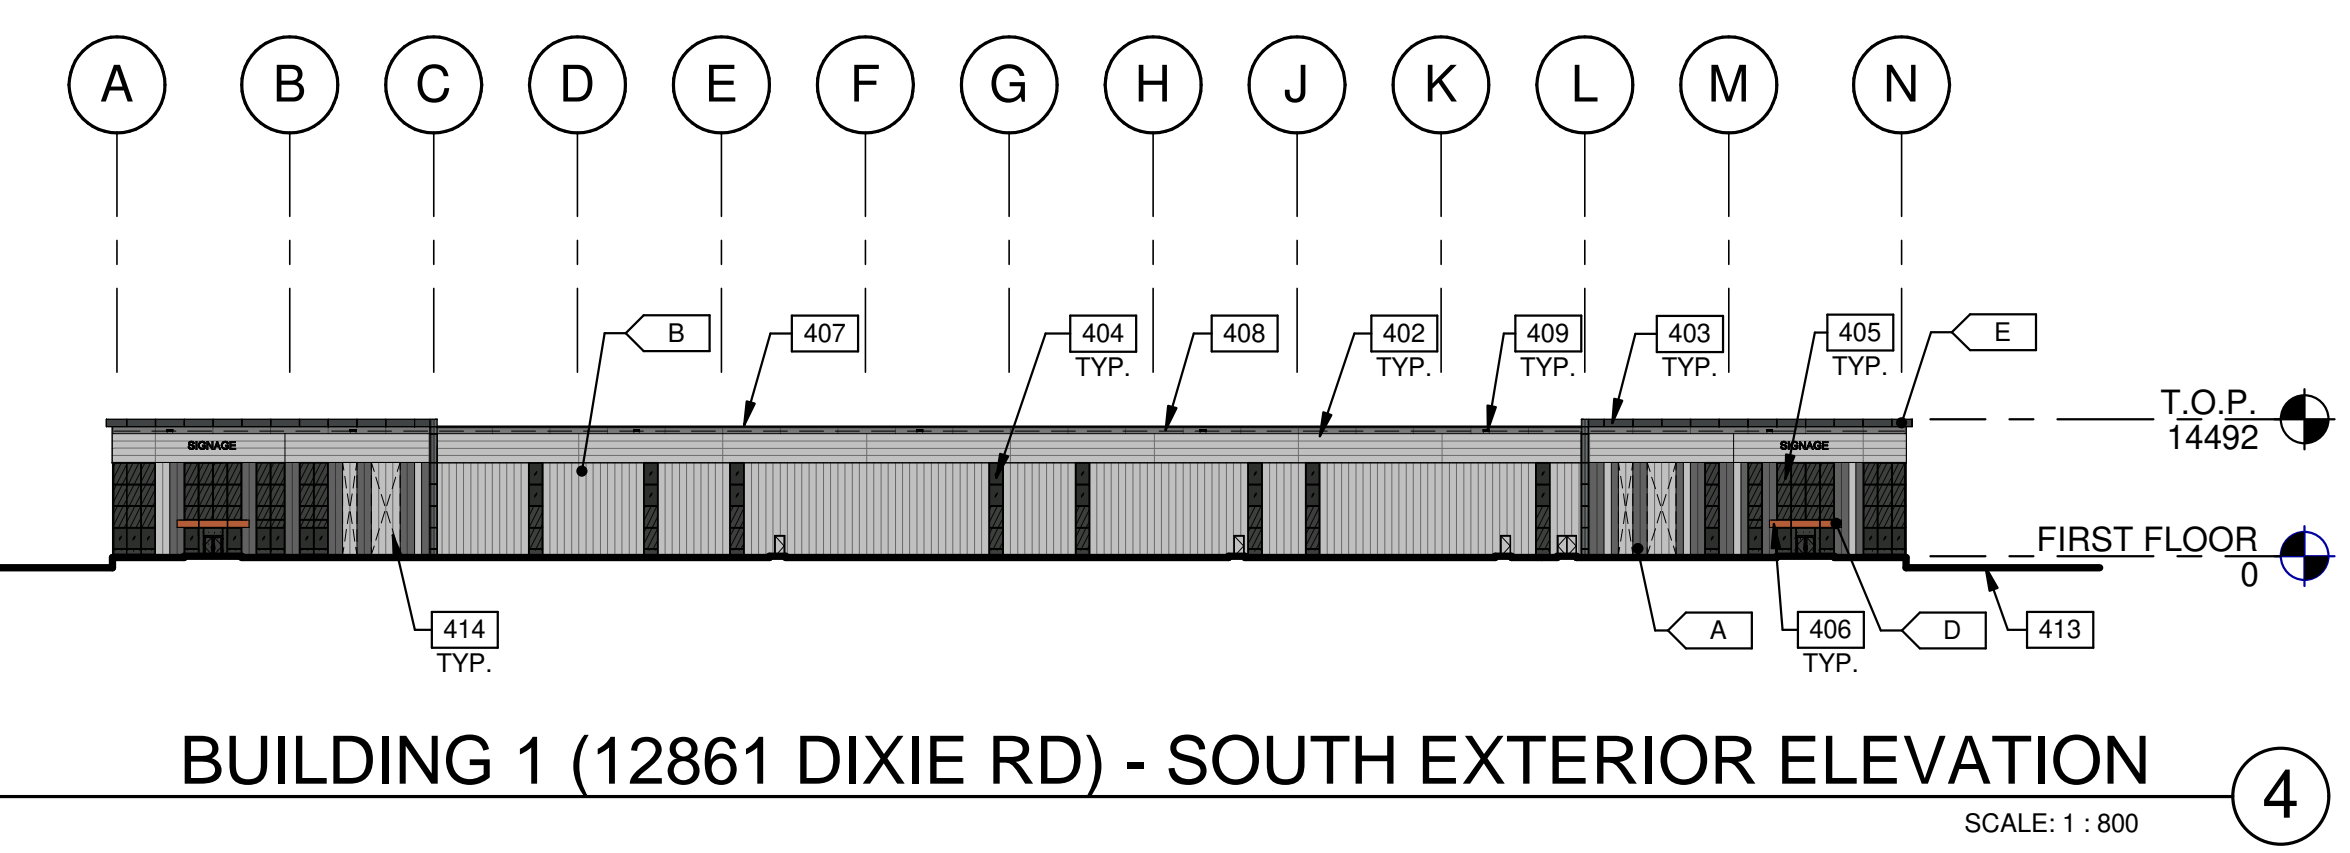 A B C D E F G H J K L M N
B 407 404 408 402 409 403 405 E
TYP. TYP. TYP. TYP. TYP.
T.O.P.
14492
SIGNAGE SIGNAGE
FIRST FLOOR
0
414 A 406 D 413
TYP. TYP.
BUILDING 1 (12861 DIXIE RD) - SOUTH EXTERIOR ELEVATION
4
SCALE: 1 : 800